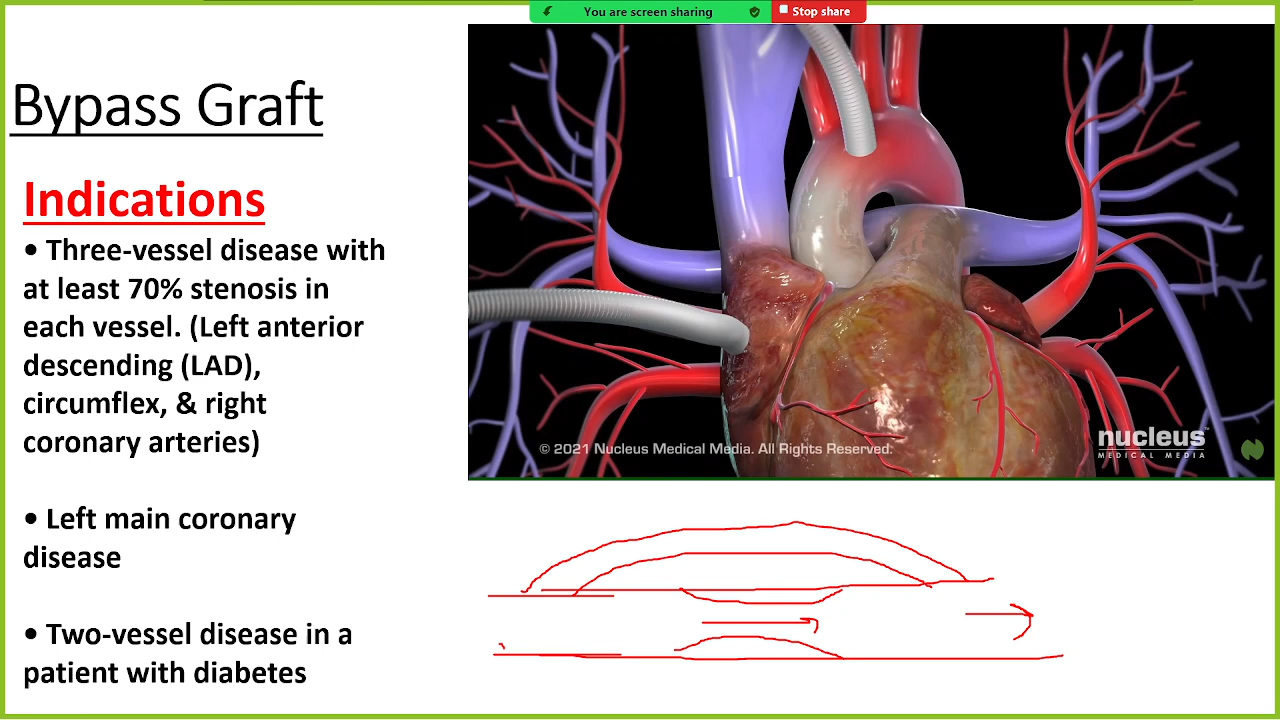 You are screen sharing
Stop share
Bypass Graft
Indications
• Three-vessel disease with
at least 70% stenosis in
each vessel. (Left anterior
descending (LAD),
circumflex, & right
coronary arteries)
• Left main coronary
disease
• Two-vessel disease in a
patient with diabetes
© 2021 Nucleus Medical Media. All Rights Reserved.
nucleus™
MEDICAL MEDIA